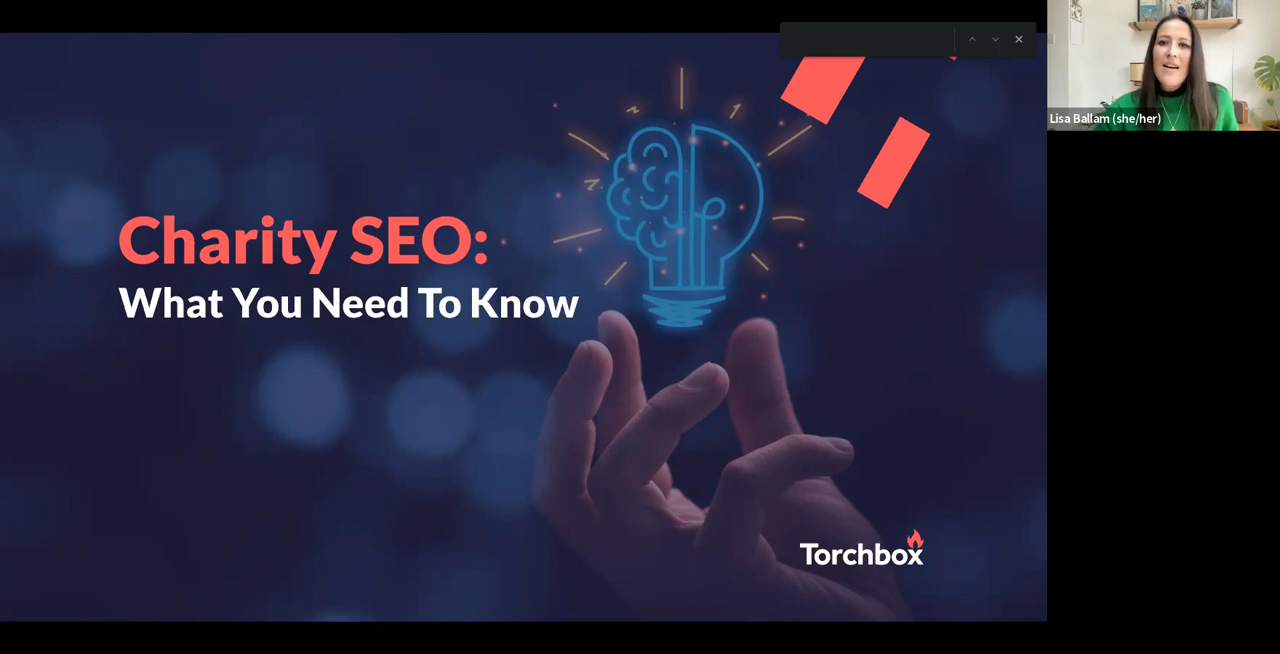 Charity SEO:
What You Need To Know
Torchbox
Lisa Ballam (she/her)